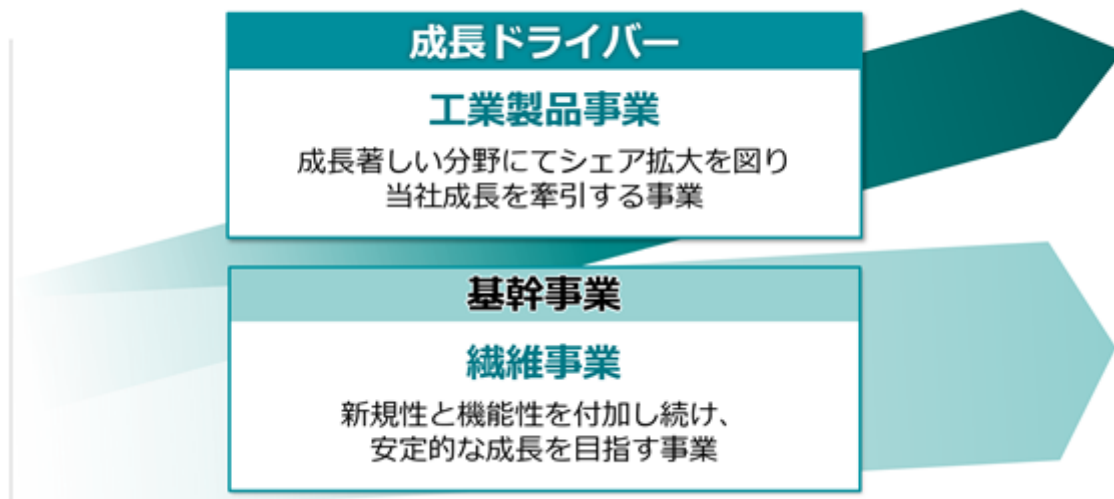 成長ドライバー
工業製品事業
成長著しい分野にてシェア拡大を図り
当社成長を牽引する事業
基幹事業
繊維事業
新規性と機能性を付加し続け、
安定的な成長を目指す事業